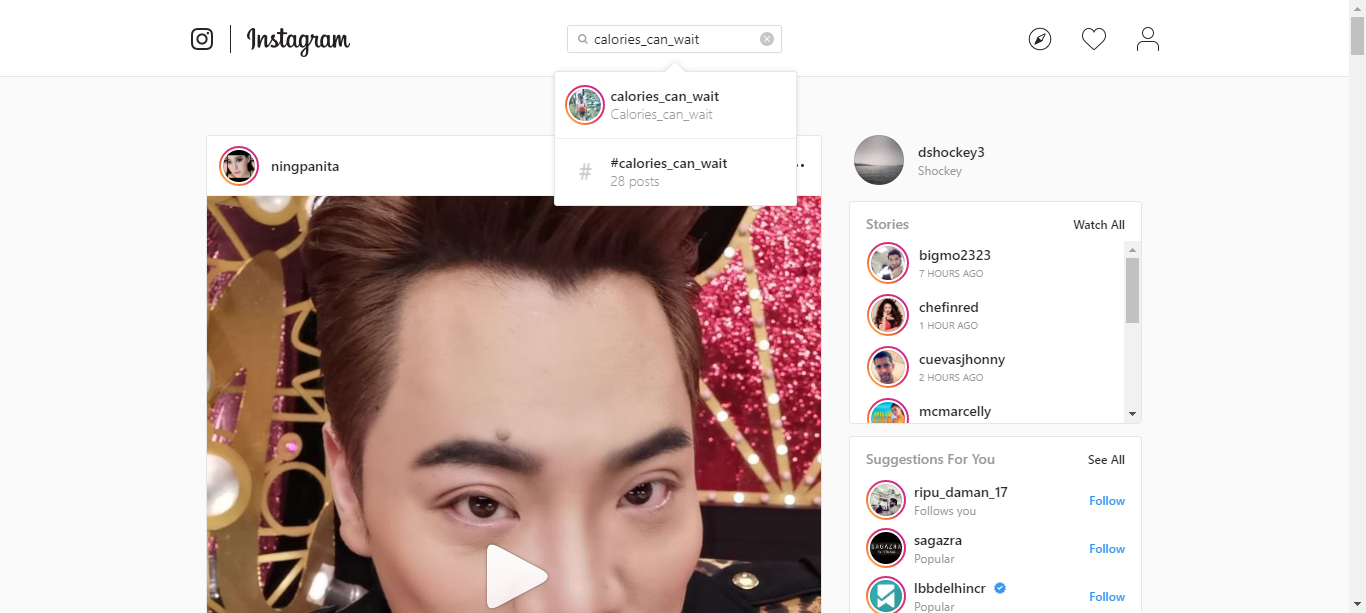 Instagram
calories_can_wait
calories_can_wait
Calories_can_wait
#
#calories_can_wait
28 posts
ningpanita
dshockey3
Shockey
Stories
Watch All
bigmo2323
7 HOURS AGO
chefinred
1 HOUR AGO
cuevasjhonny
2 HOURS AGO
mcmarcelly
Suggestions For You
See All
ripu_daman_17
Follows you
Follow
sagazra
Popular
Follow
SAGAZRA
lbbdelhincr
Popular
Follow